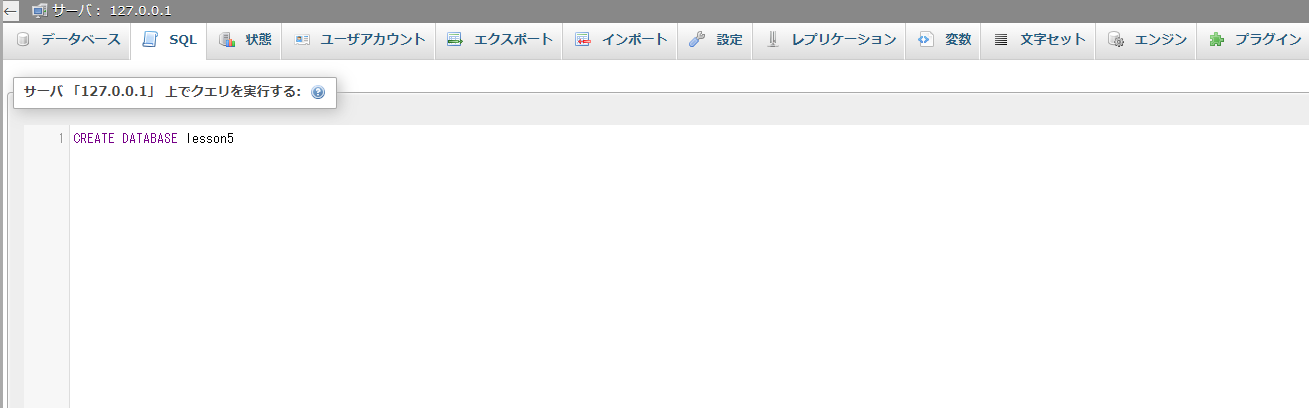 サーバ： 127.0.0.1
データベース SQL 状態 ユーザアカウント エクスポート インポート 設定 レプリケーション 変数 文字セット エンジン プラグイン
サーバ 「127.0.0.1」 上でクエリを実行する:
1 CREATE DATABASE lesson5